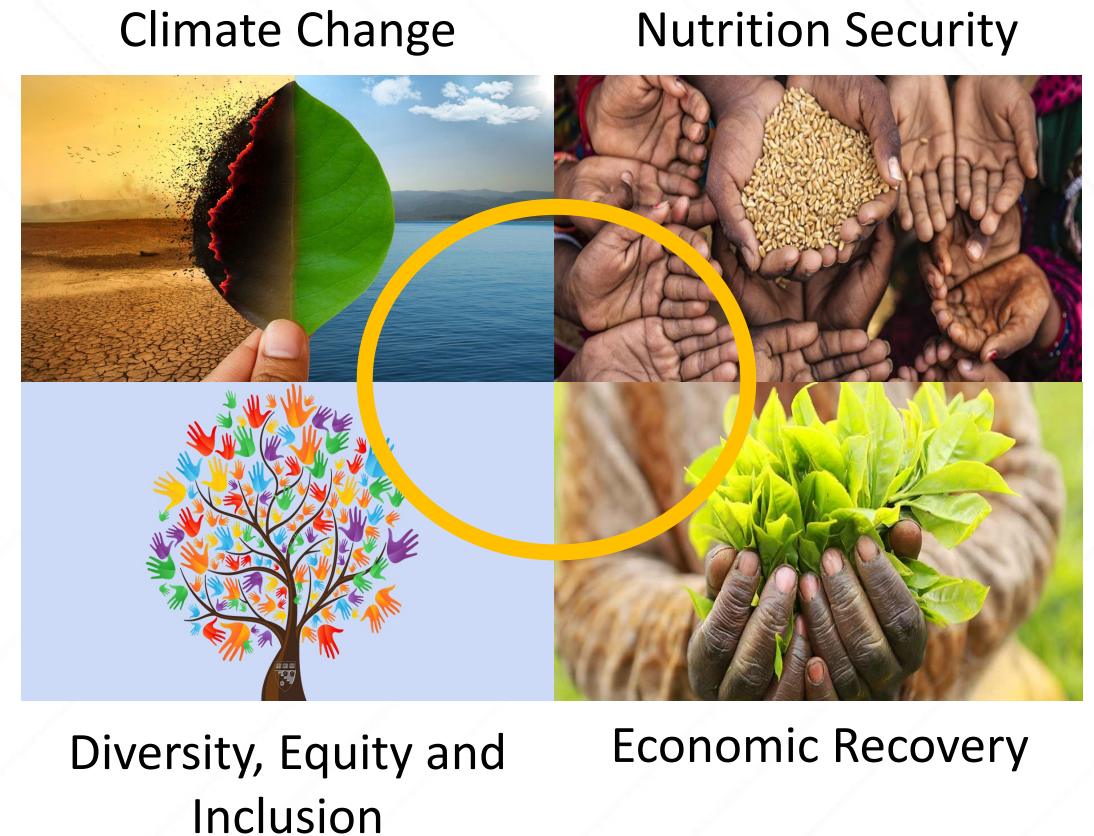 Climate Change
Nutrition Security
Diversity, Equity and
Inclusion
Economic Recovery